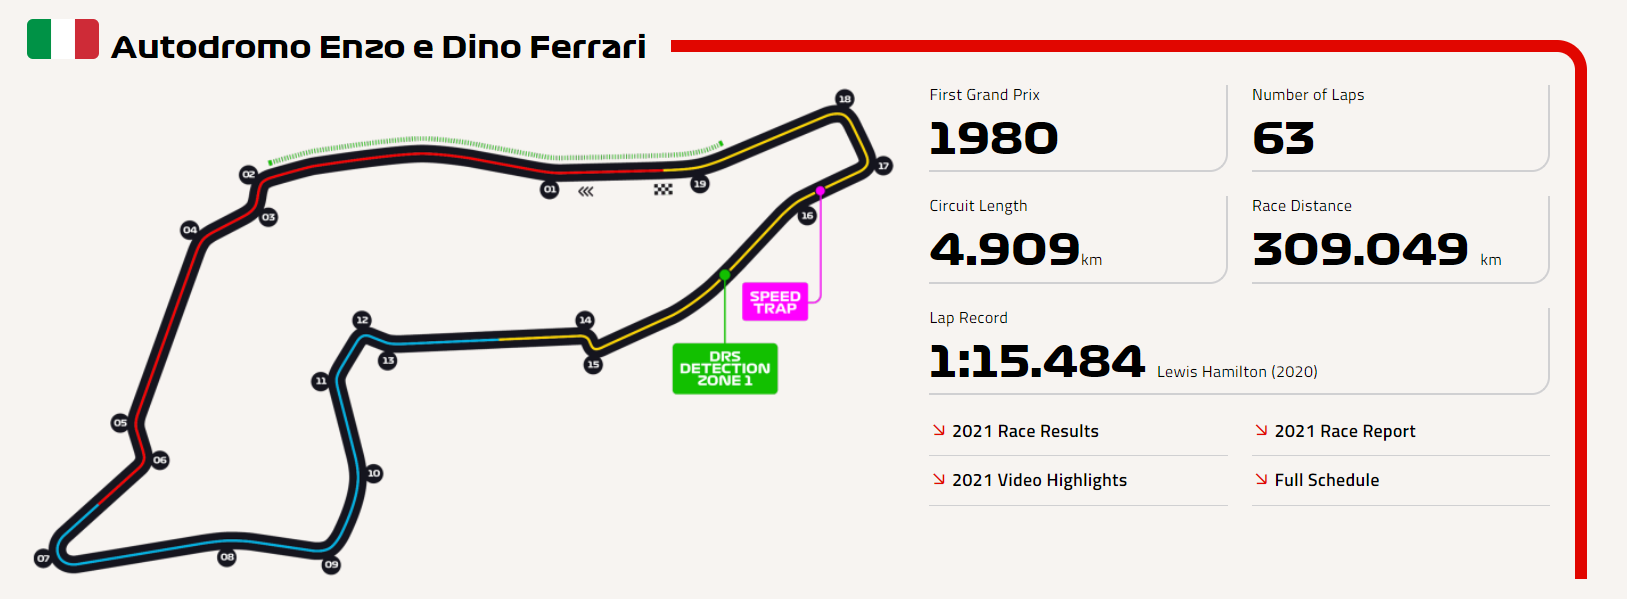 Autodromo Enzo e Dino Ferrari
First Grand Prix
1980
Number of Laps
63
Circuit Length
4.909 km
Race Distance
309.049 km
Lap Record
1:15.484 Lewis Hamilton (2020)
2021 Race Results
2021 Race Report
2021 Video Highlights
Full Schedule
18
17
02
01
19
03
16
04
SPEED
TRAP
12
14
13
15
DRS
DETECTION
ZONE 1
11
05
06
10
07
08
09